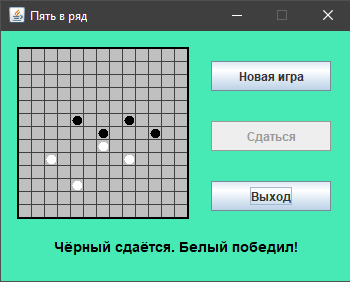 Пять в ряд
Новая игра
Сдаться
Выход
Чёрный сдаётся. Белый победил!